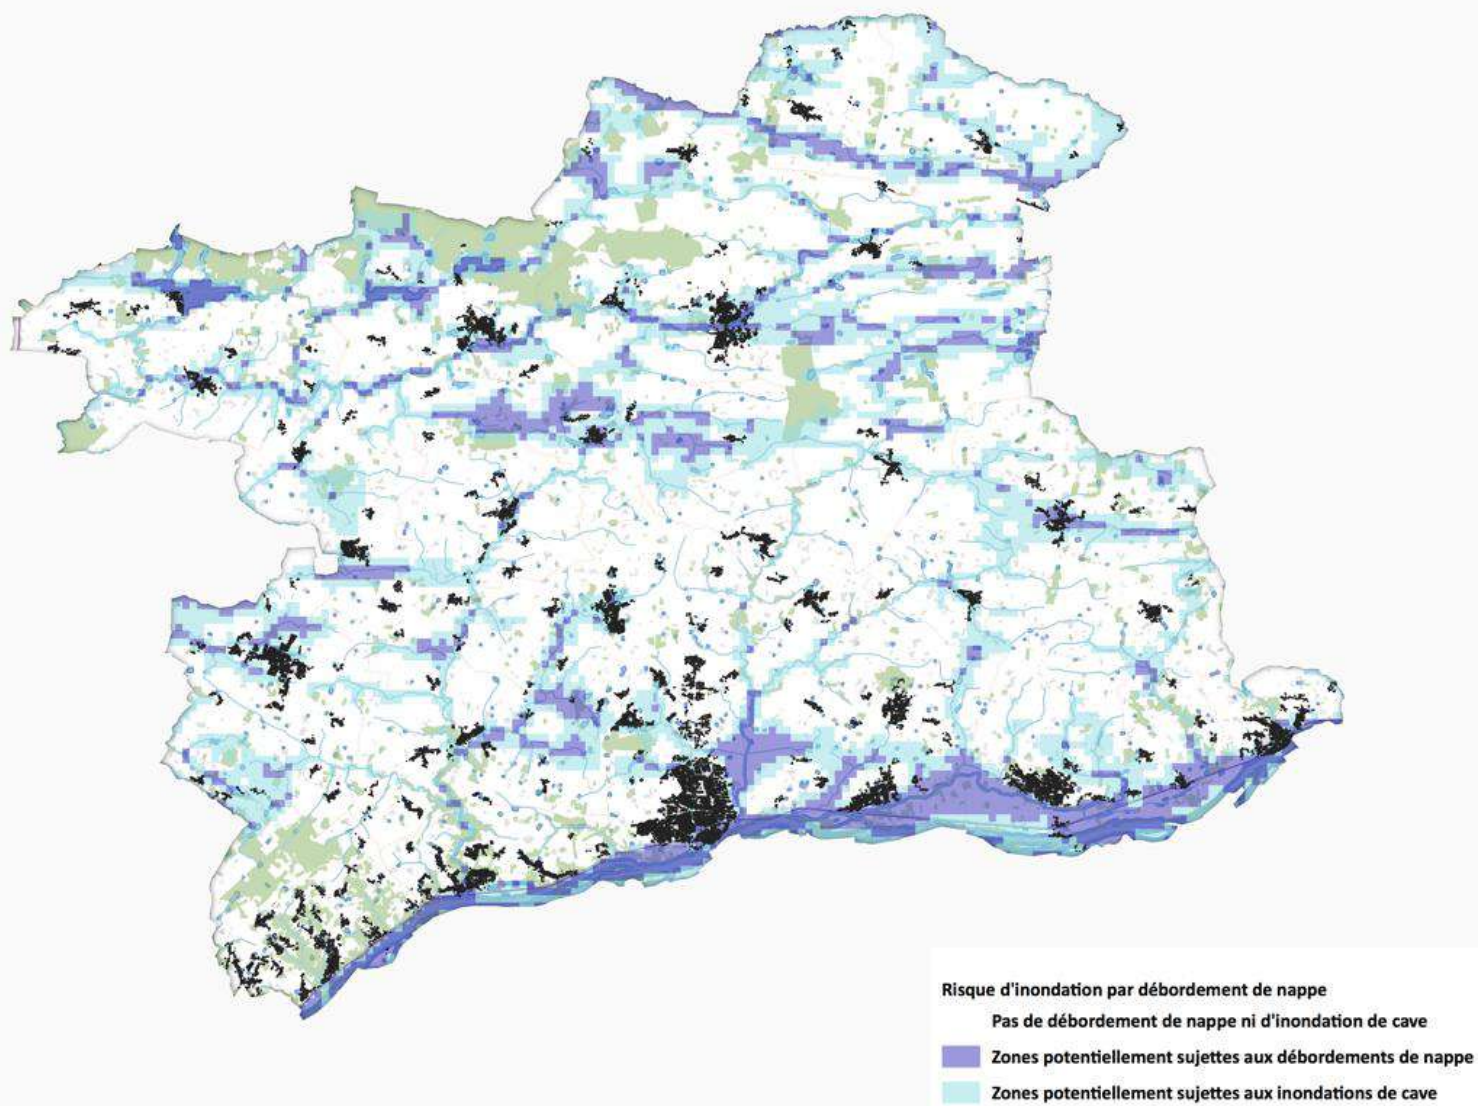 Risque d'inondation par débordement de nappe
Pas de débordement de nappe ni d'inondation de cave
Zones potentiellement sujettes aux débordements de nappe
Zones potentiellement sujettes aux inondations de cave